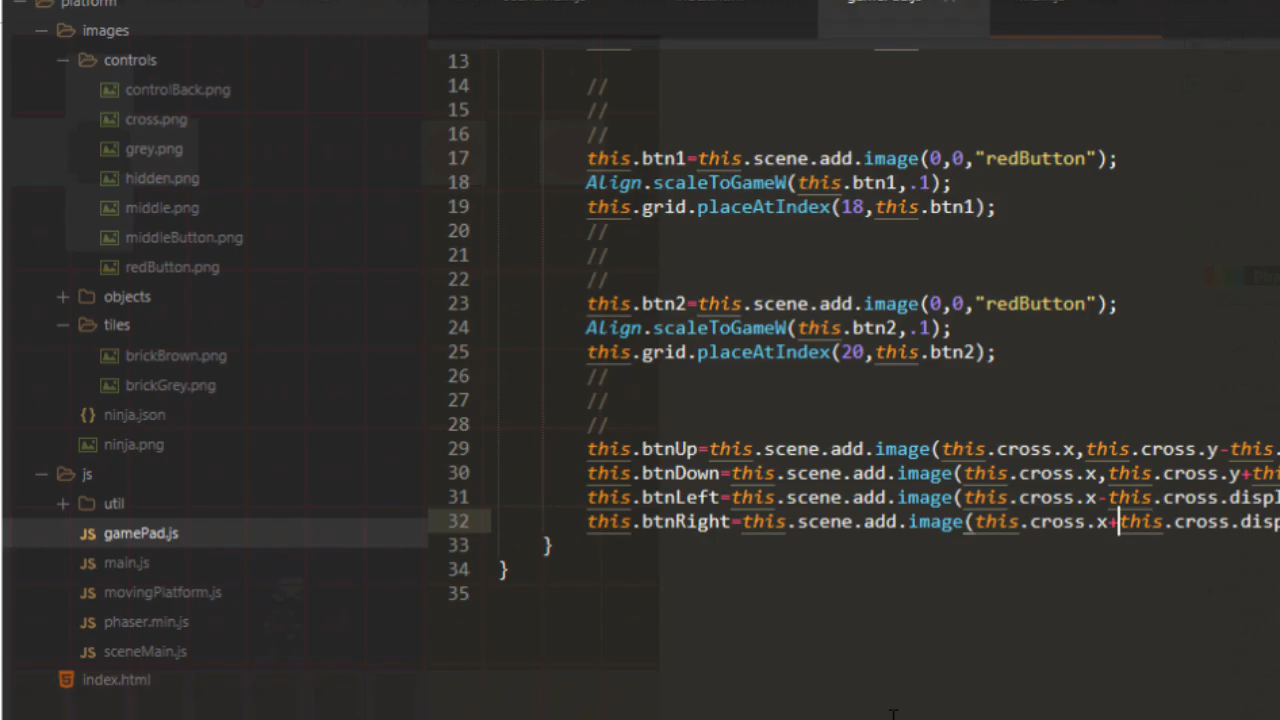 platform
images
controls
controlBack.png
cross.png
grey.png
hidden.png
middle.png
middleButton.png
redButton.png
objects
tiles
brickBrown.png
brickGrey.png
{} ninja.json
ninja.png
js
util
JS gamePad.js
JS main.js
JS movingPlatform.js
JS phaser.min.js
JS sceneMain.js
index.html
13
14 //
15 //
16 //
17 this.btn1=this.scene.add.image(0,0,"redButton");
18 Align.scaleToGameW(this.btn1,.1);
19 this.grid.placeAtIndex(18,this.btn1);
20 //
21 //
22 //
23 this.btn2=this.scene.add.image(0,0,"redButton");
24 Align.scaleToGameW(this.btn2,.1);
25 this.grid.placeAtIndex(20,this.btn2);
26 //
27 //
28 //
29 this.btnUp=this.scene.add.image(this.cross.x,this.cross.y-this.
30 this.btnDown=this.scene.add.image(this.cross.x,this.cross.y+thi
31 this.btnLeft=this.scene.add.image(this.cross.x-this.cross.displ
32 this.btnRight=this.scene.add.image(this.cross.x+this.cross.disp
33 }
34 }
35